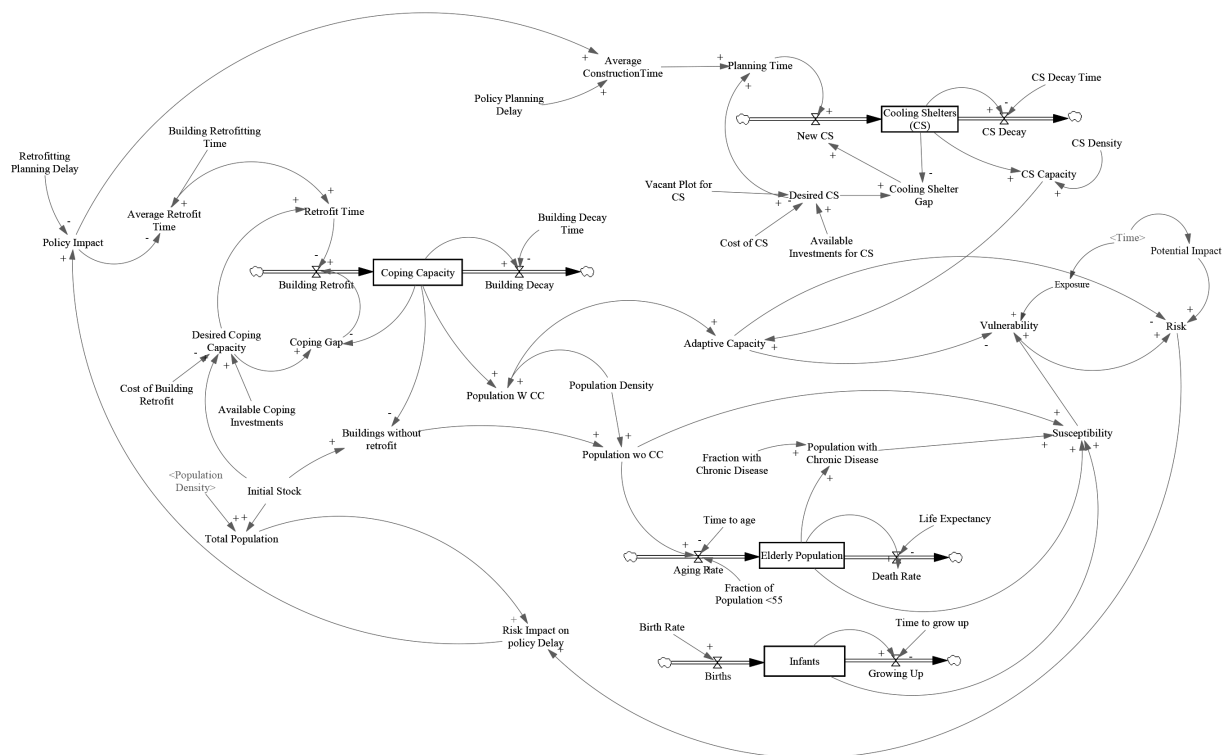 Average
ConstructionTime
Planning Time
Policy Planning
Delay
CS Decay Time
Cooling Shelters
(CS)
New CS
CS Decay
CS Density
Building Retrofitting
Time
Retrofitting
Planning Delay
Vacant Plot for
CS
Desired CS
Cooling Shelter
Gap
CS Capacity
Average Retrofit
Time
Retrofit Time
Building Decay
Time
Cost of CS
Available
Investments for CS
<Time>
Potential Impact
Policy Impact
Building Retrofit
Coping Capacity
Building Decay
Exposure
Vulnerability
Risk
Desired Coping
Capacity
Coping Gap
Adaptive Capacity
Cost of Building
Retrofit
Available Coping
Investments
Population W CC
Population Density
Buildings without
retrofit
Population wo CC
Fraction with
Chronic Disease
Population with
Chronic Disease
Susceptibility
<Population
Density>
Initial Stock
Total Population
Time to age
Life Expectancy
Elderly Population
Aging Rate
Death Rate
Fraction of
Population <55
Risk Impact on
policy Delay
Birth Rate
Time to grow up
Infants
Births
Growing Up